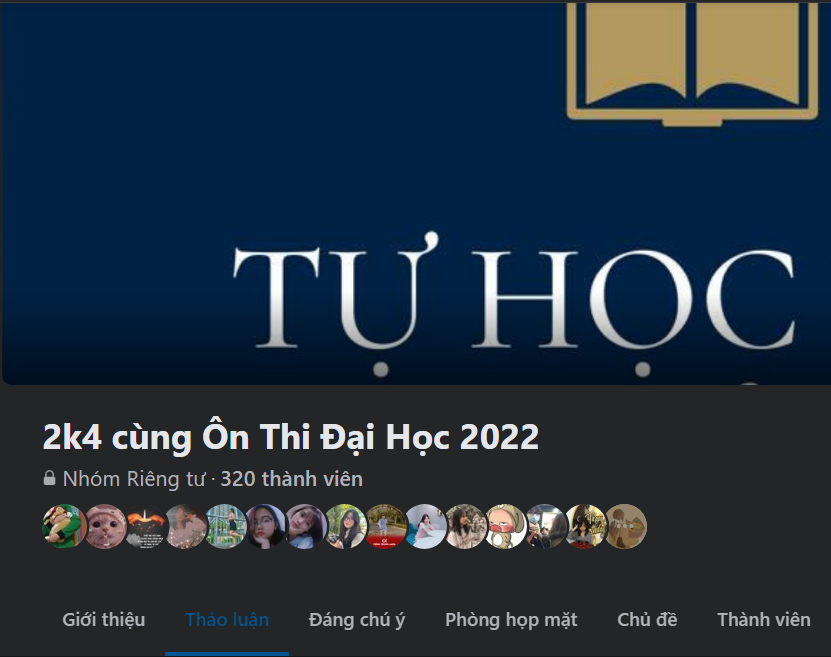 TỰ HỌC
2k4 cùng Ôn Thi Đại Học 2022
Nhóm Riêng tư · 320 thành viên
Giới thiệu Thảo luận Đáng chú ý Phòng họp mặt Chủ đề Thành viên